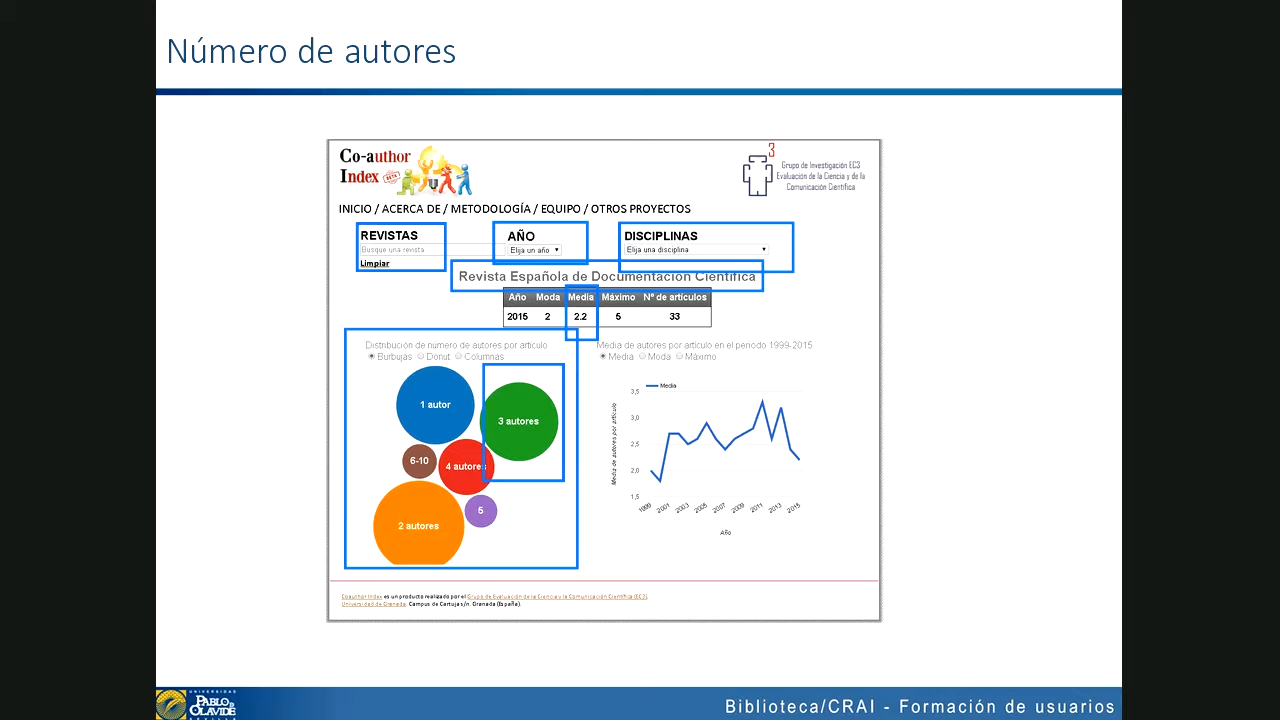 Número de autores
Co-author
Index BETA
3
Grupo de Investigación EC3
Evaluación de la Ciencia y de la
Comunicación Científica
INICIO / ACERCA DE / METODOLOGÍA / EQUIPO / OTROS PROYECTOS
REVISTAS AÑO DISCIPLINAS
Busque una revista Elija un año Elija una disciplina
Limpiar
Revista Española de Documentación Científica
Año Moda Media Máximo Nº de artículos
2015 2 2.2 5 33
Distribución de número de autores por artículo
Burbujas Donut Columnas
1 autor
3 autores
6-10
4 autores
5
2 autores
Media de autores por artículo en el periodo 1999-2015
Media Moda Máximo
Media
3,5
3,0
2,5
2,0
1,5
Media de autores por artículo
1999 2001 2003 2005 2007 2009 2011 2013 2015
Año
Coauthor Index es un producto realizado por el Grupo de Evaluación de la Ciencia y la Comunicación Científica (EC3).
Universidad de Granada. Campus de Cartuja s/n. Granada (España).
UNIVERSIDAD
PABLO DE
OLAVIDE
SEVILLA
Biblioteca/CRAI - Formación de usuarios